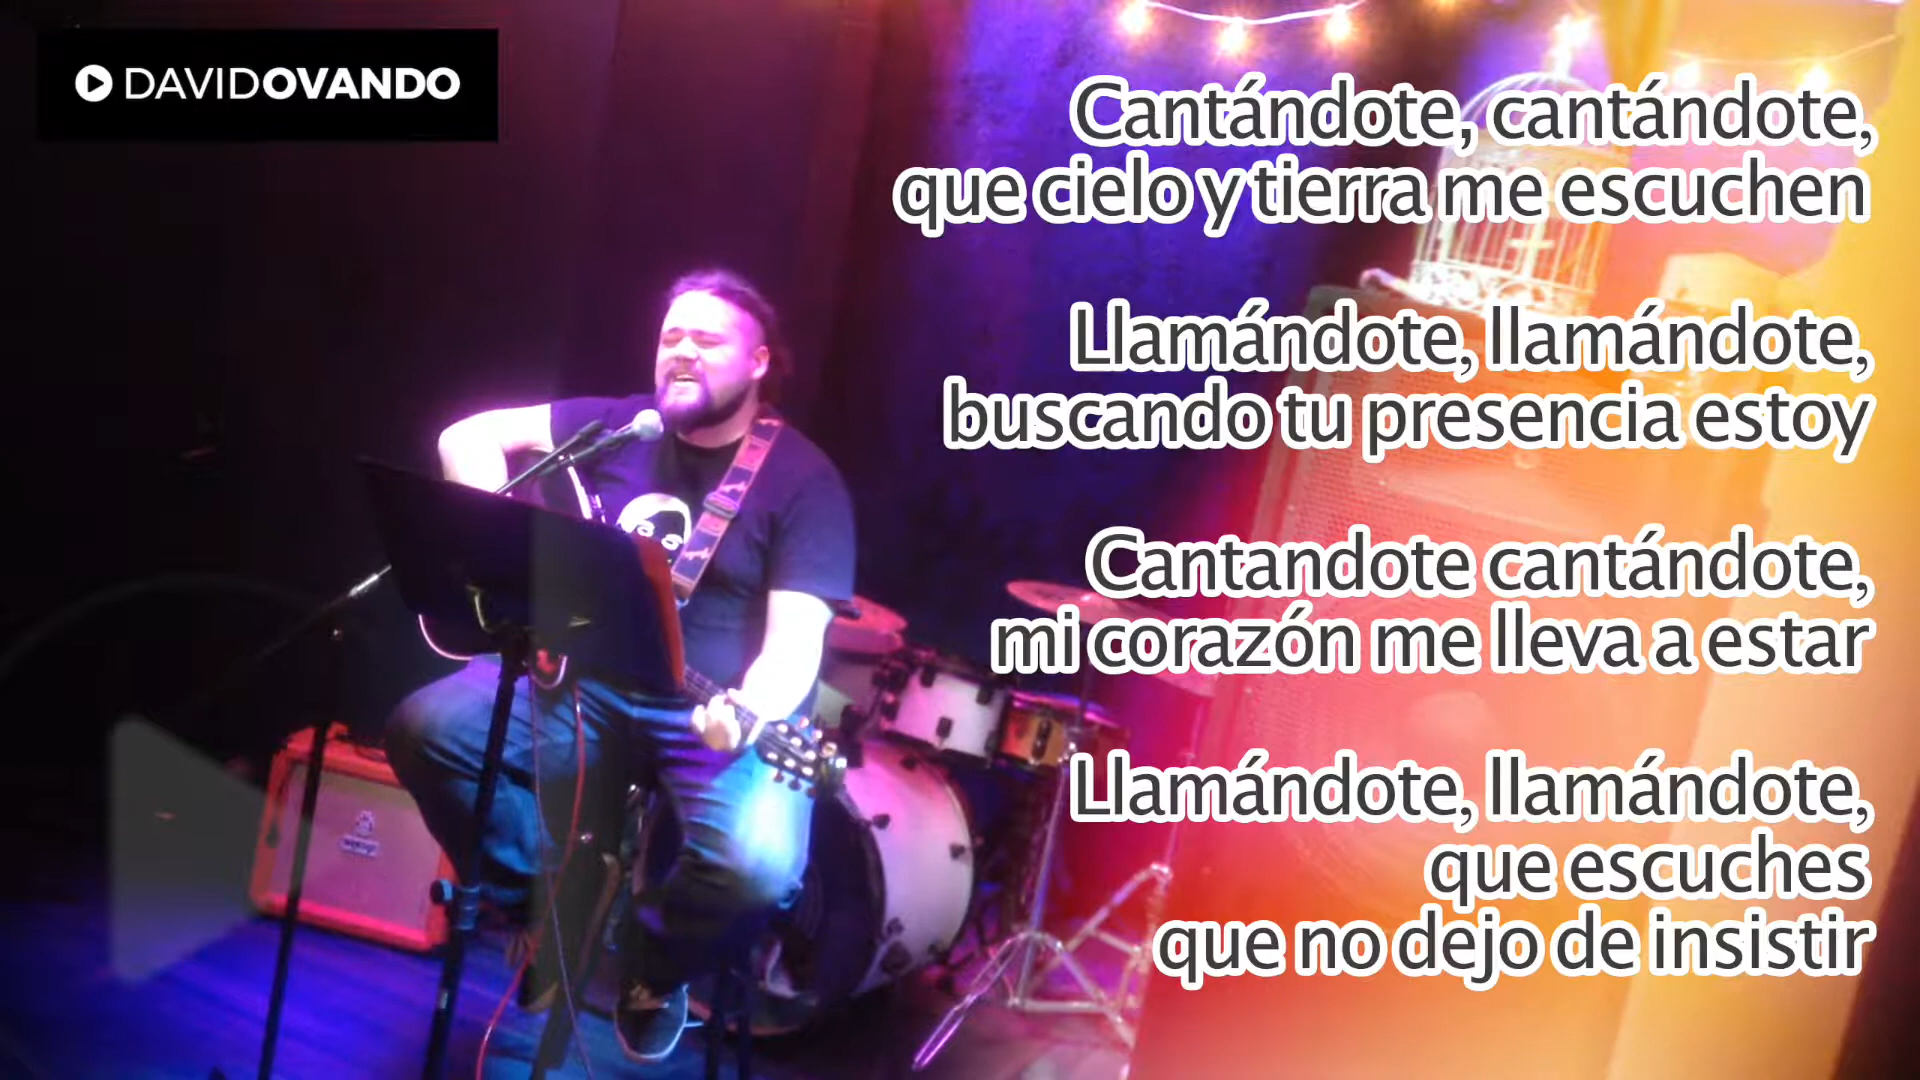 DAVIDOVANDO
Cantándote, cantándote,
que cielo y tierra me escuchen
Llamándote, llamándote,
buscando tu presencia estoy
Cantandote cantándote,
mi corazón me lleva a estar
Llamándote, llamándote,
que escuches
que no dejo de insistir